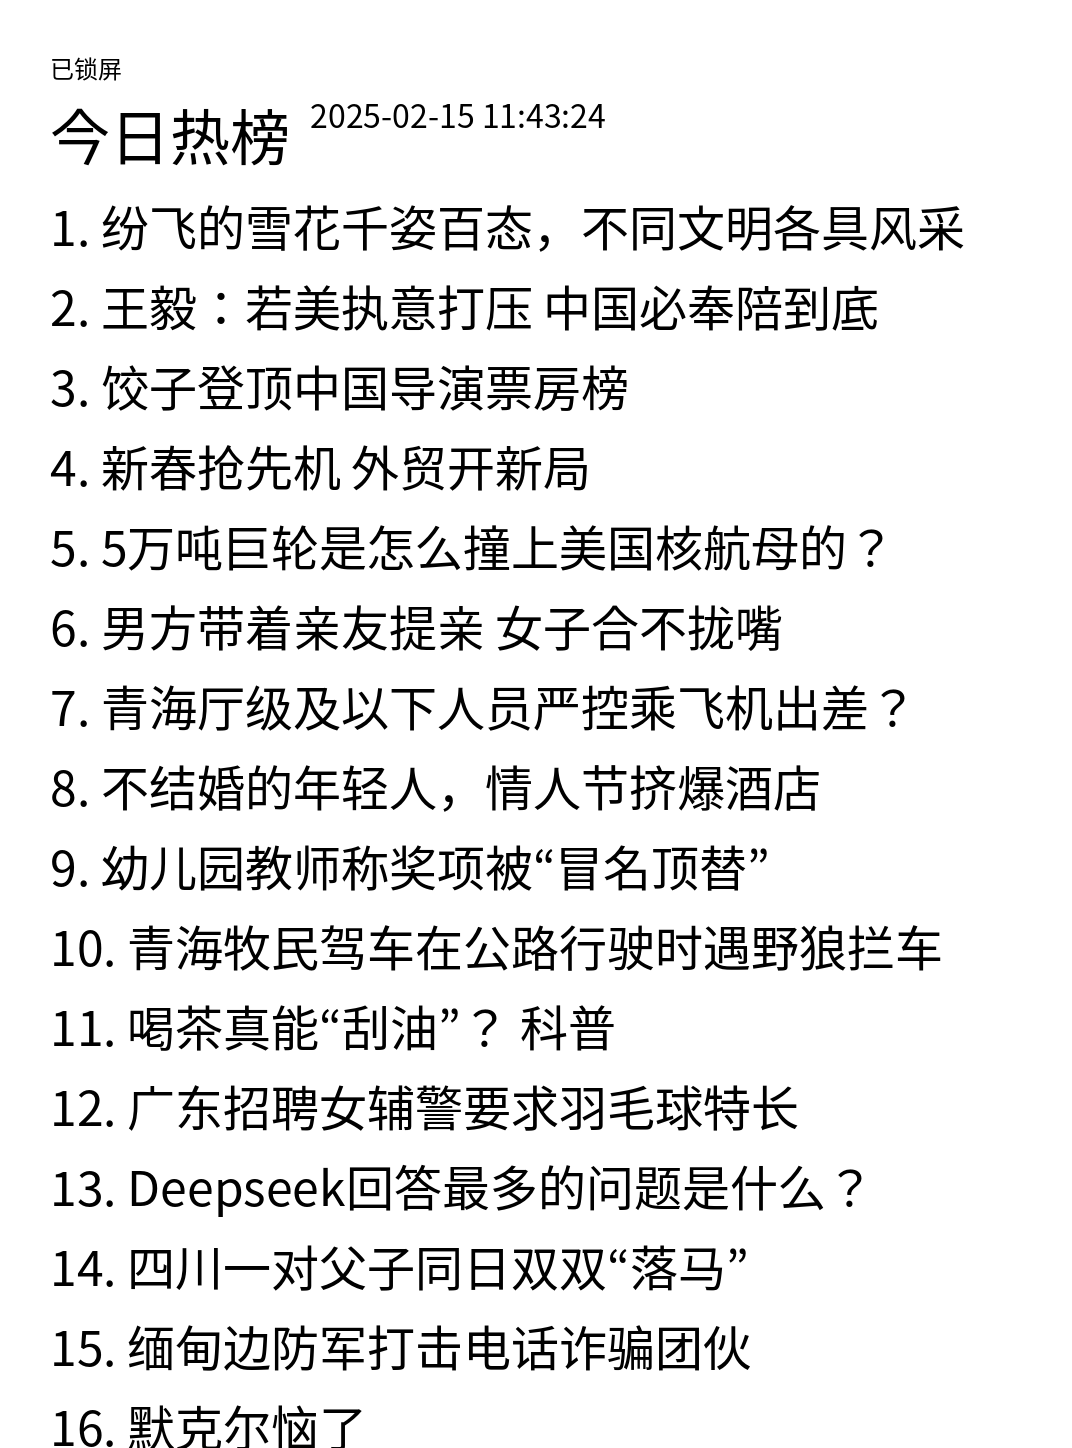 已锁屏
今日热榜 2025-02-15 11:43:24
1. 纷飞的雪花千姿百态，不同文明各具风采
2. 王毅：若美执意打压 中国必奉陪到底
3. 饺子登顶中国导演票房榜
4. 新春抢先机 外贸开新局
5. 5万吨巨轮是怎么撞上美国核航母的？
6. 男方带着亲友提亲 女子合不拢嘴
7. 青海厅级及以下人员严控乘飞机出差？
8. 不结婚的年轻人，情人节挤爆酒店
9. 幼儿园教师称奖项被“冒名顶替”
10. 青海牧民驾车在公路行驶时遇野狼拦车
11. 喝茶真能“刮油”？ 科普
12. 广东招聘女辅警要求羽毛球特长
13. Deepseek回答最多的问题是什么？
14. 四川一对父子同日双双“落马”
15. 缅甸边防军打击电话诈骗团伙
16. 默克尔恼了